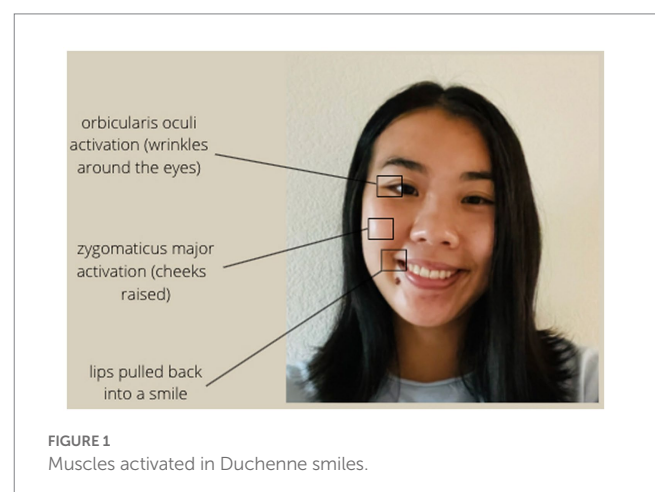 orbicularis oculi
activation (wrinkles
around the eyes)
zygomaticus major
activation (cheeks
raised)
lips pulled back
into a smile
FIGURE 1
Muscles activated in Duchenne smiles.